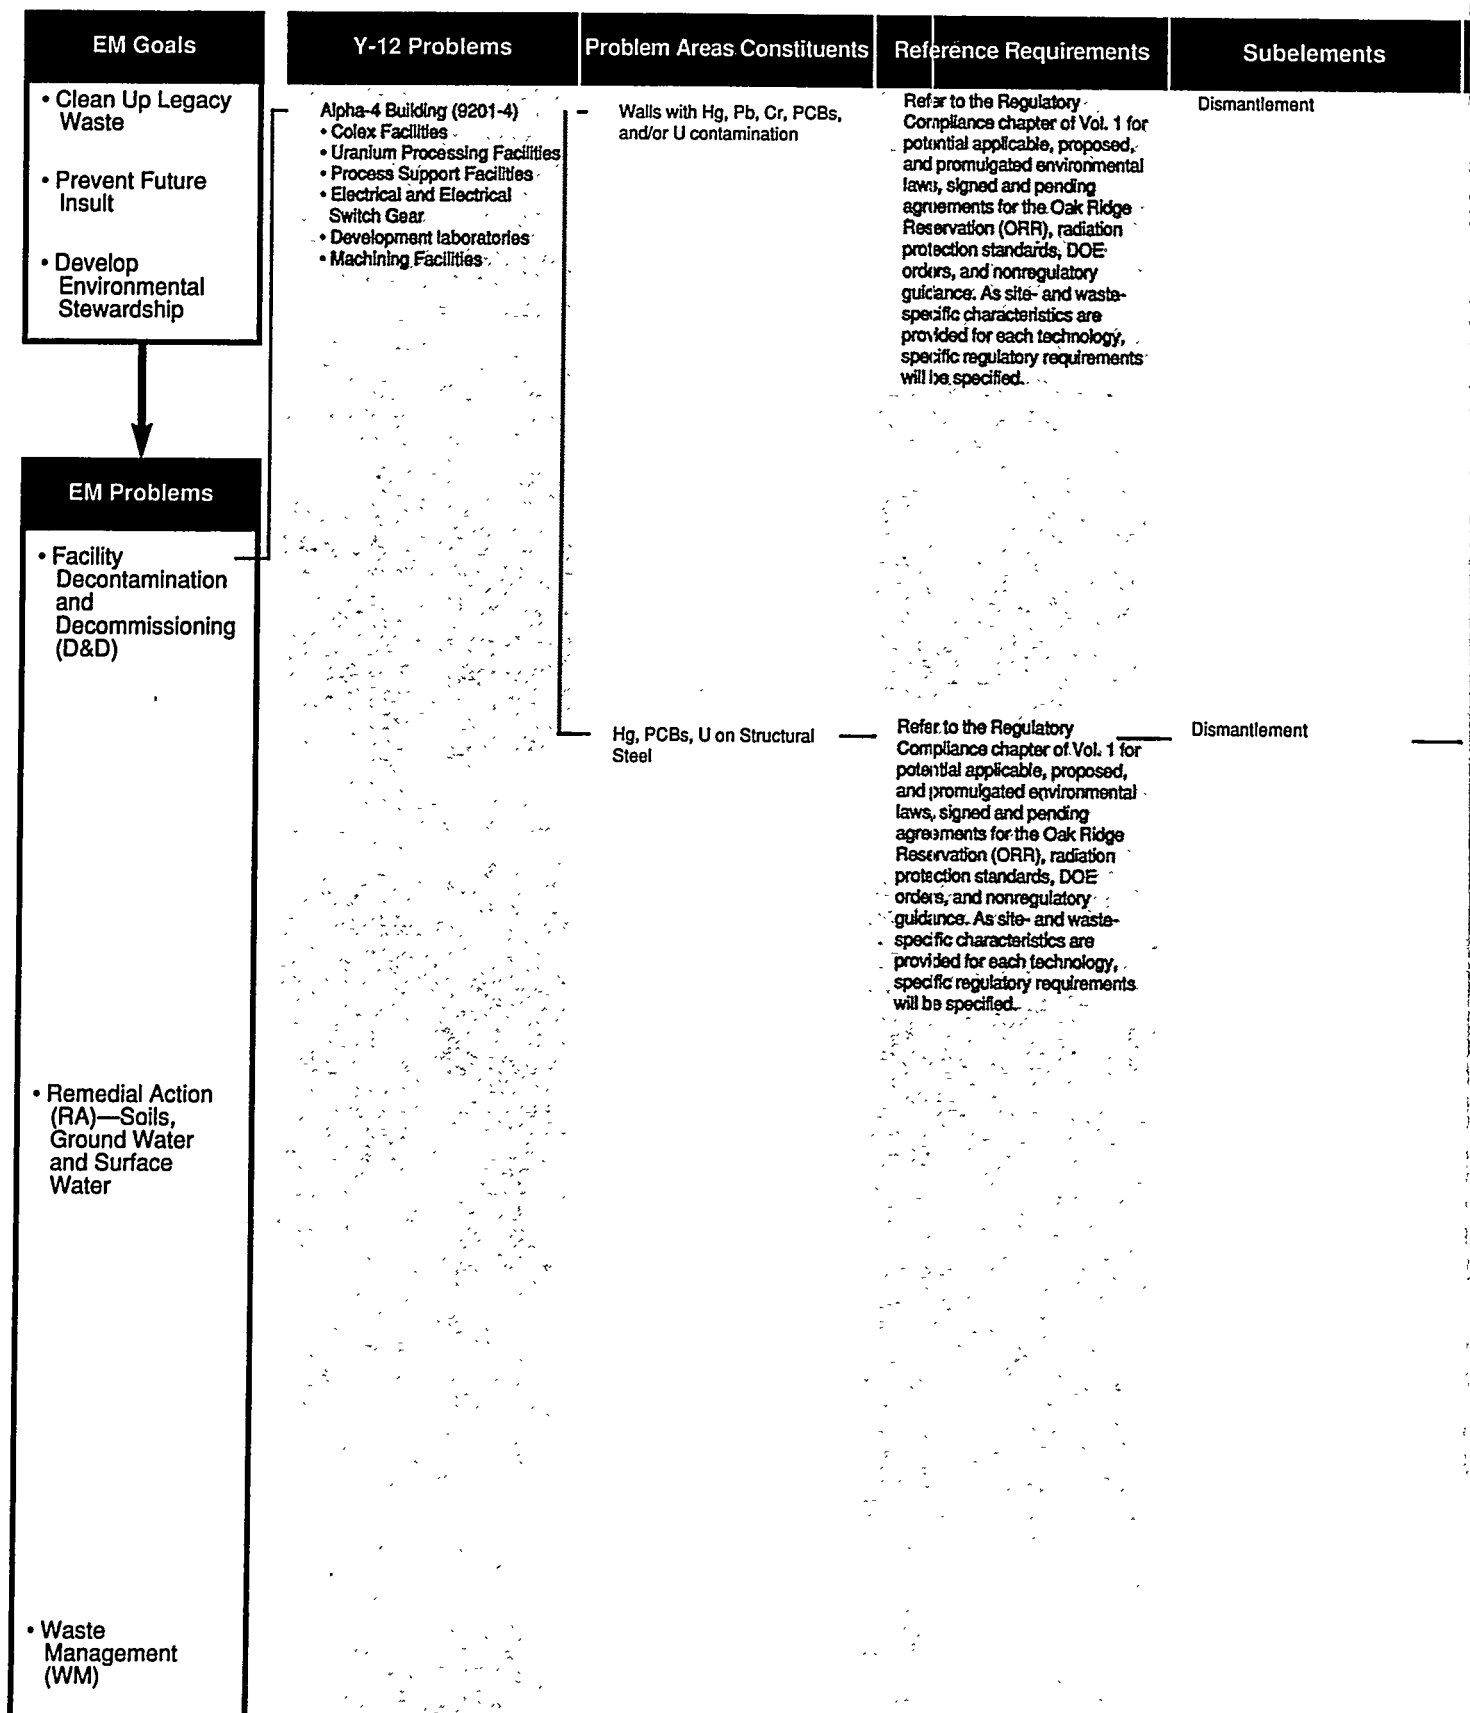 EM Goals
• Clean Up Legacy
Waste
• Prevent Future
Insult
• Develop
Environmental
Stewardship
EM Problems
• Facility
Decontamination
and
Decommissioning
(D&D)
• Remedial Action
(RA)—Soils,
Ground Water
and Surface
Water
• Waste
Management
(WM)
Y-12 Problems
Alpha-4 Building (9201-4)
• Colex Facilities
• Uranium Processing Facilities
• Process Support Facilities
• Electrical and Electrical
Switch Gear
• Development laboratories
• Machining Facilities
Problem Areas Constituents
Walls with Hg, Pb, Cr, PCBs,
and/or U contamination
Hg, PCBs, U on Structural
Steel
Reference Requirements
Refer to the Regulatory
Compliance chapter of Vol. 1 for
potential applicable, proposed,
and promulgated environmental
laws, signed and pending
agreements for the Oak Ridge
Reservation (ORR), radiation
protection standards, DOE
orders, and nonregulatory
guidance. As site- and waste-
specific characteristics are
provided for each technology,
specific regulatory requirements
will be specified.
Refer to the Regulatory
Compliance chapter of Vol. 1 for
potential applicable, proposed,
and promulgated environmental
laws, signed and pending
agreements for the Oak Ridge
Reservation (ORR), radiation
protection standards, DOE
orders, and nonregulatory
guidance. As site- and waste-
specific characteristics are
provided for each technology,
specific regulatory requirements
will be specified.
Subelements
Dismantlement
Dismantlement